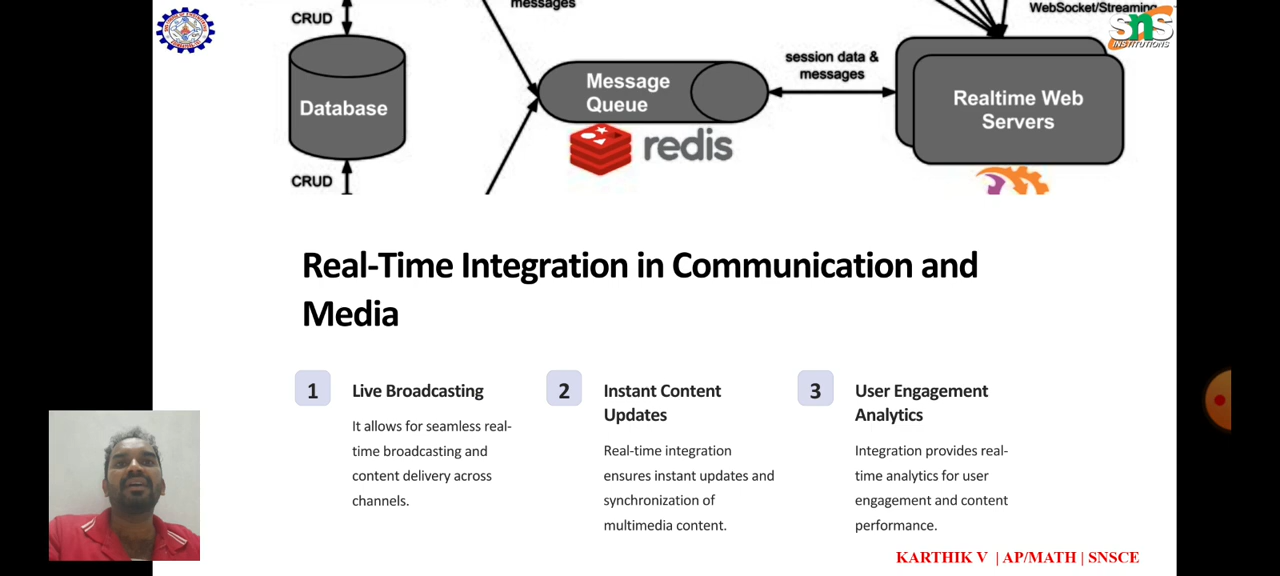 messages
WebSocket/Streaming
CRUD
SNS
INSTITUTIONS
session data &
messages
Message
Queue
Database
Realtime Web
Servers
redis
CRUD
Real-Time Integration in Communication and
Media
1
Live Broadcasting
It allows for seamless real-
time broadcasting and
content delivery across
channels.
2
Instant Content
Updates
Real-time integration
ensures instant updates and
synchronization of
multimedia content.
3
User Engagement
Analytics
Integration provides real-
time analytics for user
engagement and content
performance.
KARTHIK V | AP/MATH | SNSCE